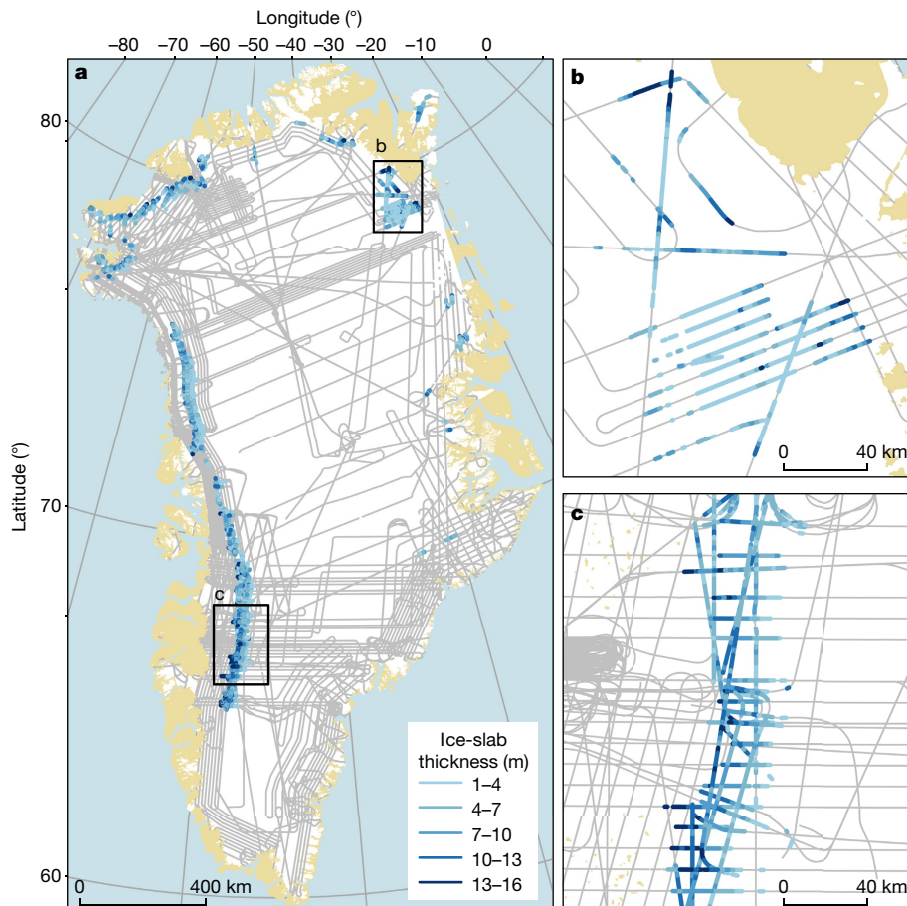 Longitude (°)
–80 –70 –60 –50 –40 –30 –20 –10 0
a
80
b
Latitude (°)
70
c
60
0 400 km
Ice-slab
thickness (m)
1–4
4–7
7–10
10–13
13–16
b
0 40 km
c
0 40 km